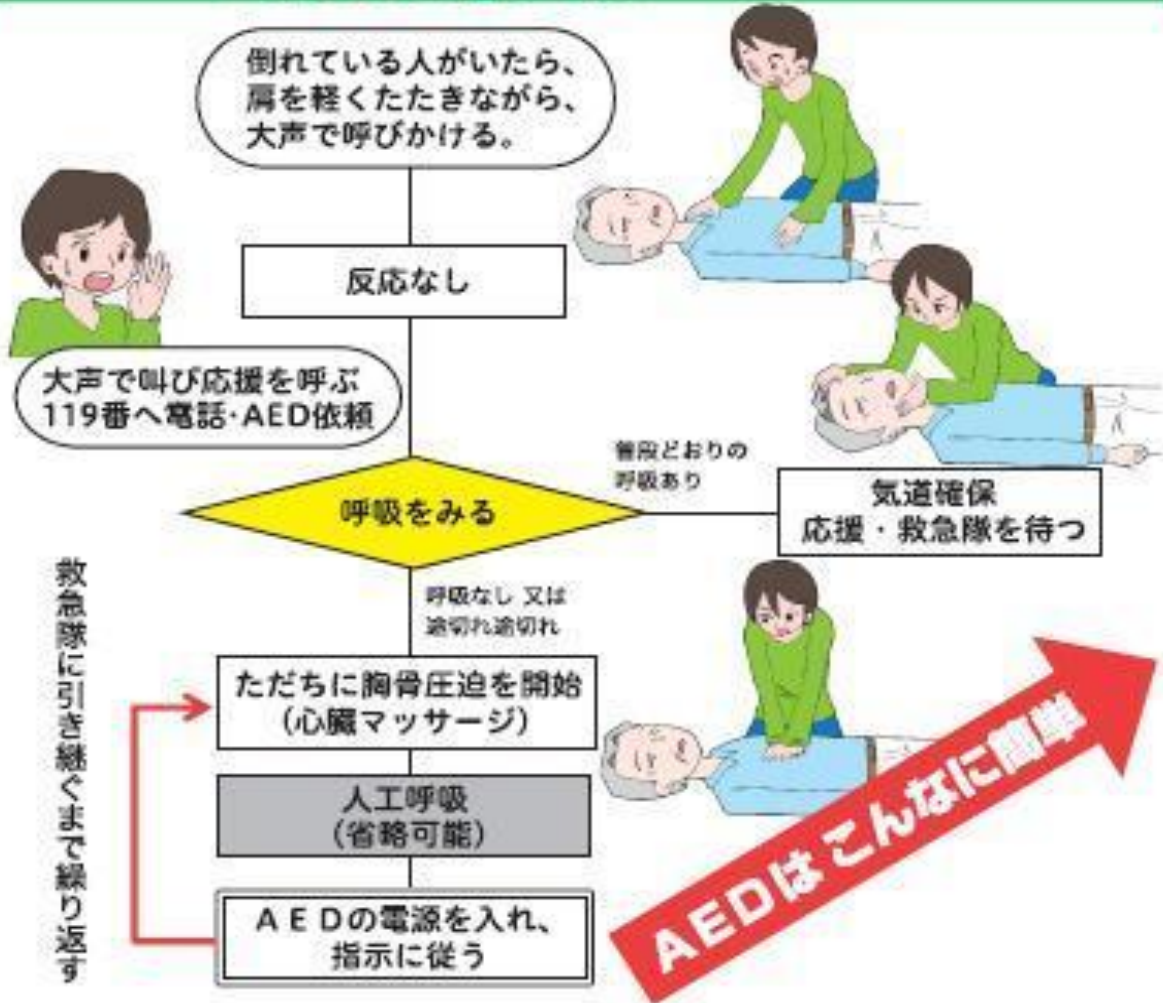 倒れている人がいたら、
肩を軽くたたきながら、
大声で呼びかける。
反応なし
大声で叫び応援を呼ぶ
119番へ電話・AED依頼
呼吸をみる
普段どおりの
呼吸あり
気道確保
応援・救急隊を待つ
呼吸なし 又は
途切れ途切れ
ただちに胸骨圧迫を開始
(心臓マッサージ)
人工呼吸
(省略可能)
AEDの電源を入れ、
指示に従う
救急隊に引き継ぐまで繰り返す
AEDはこんなに簡単